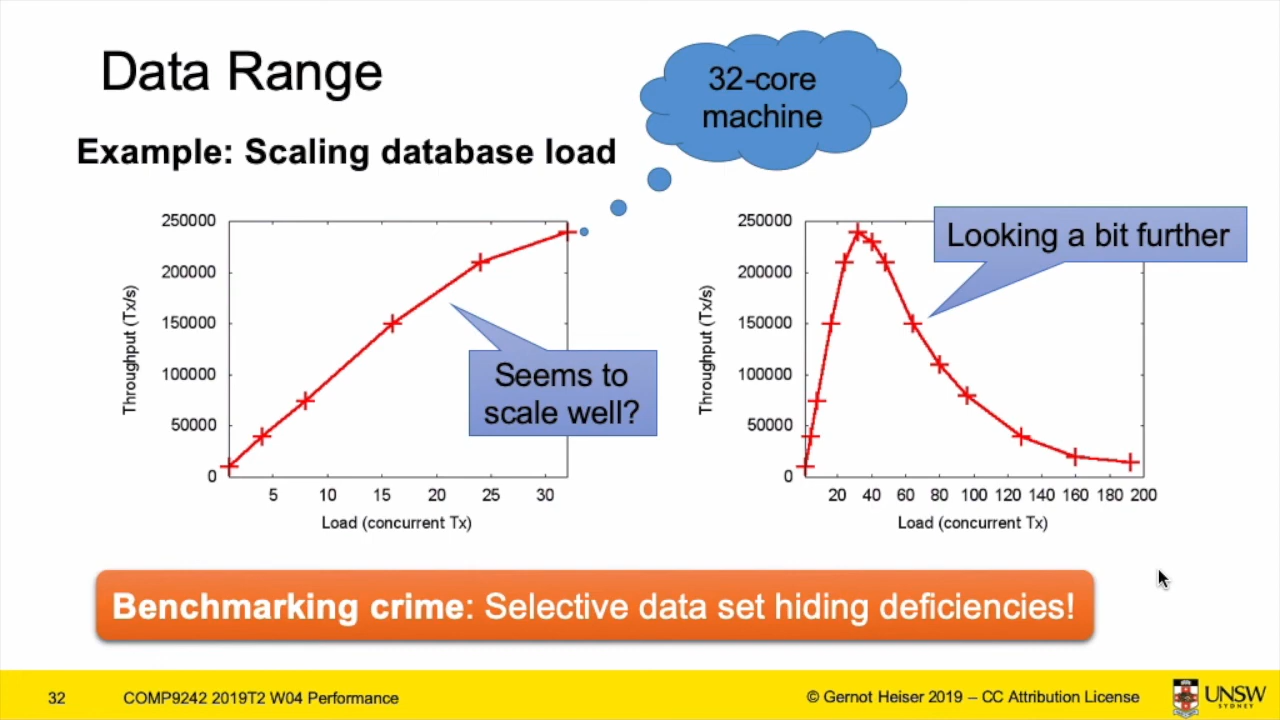 Data Range
32-core
machine
Example: Scaling database load
250000
200000
150000
100000
50000
0
Throughput (Tx/s)
5 10 15 20 25 30
Load (concurrent Tx)
Seems to
scale well?
250000
200000
150000
100000
50000
0
Throughput (Tx/s)
20 40 60 80 100 120 140 160 180 200
Load (concurrent Tx)
Looking a bit further
Benchmarking crime: Selective data set hiding deficiencies!
32 COMP9242 2019T2 W04 Performance
© Gernot Heiser 2019 – CC Attribution License
UNSW
SYDNEY